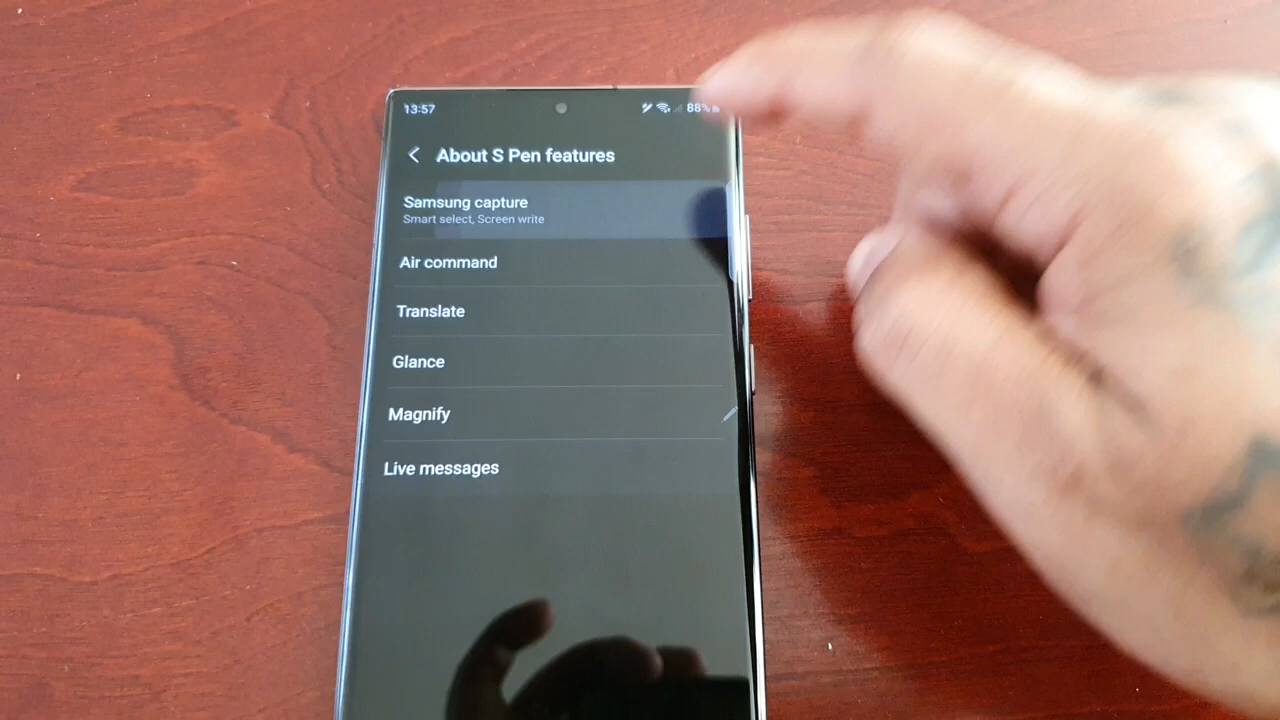 13:57
88%
About S Pen features
Samsung capture
Smart select, Screen write
Air command
Translate
Glance
Magnify
Live messages